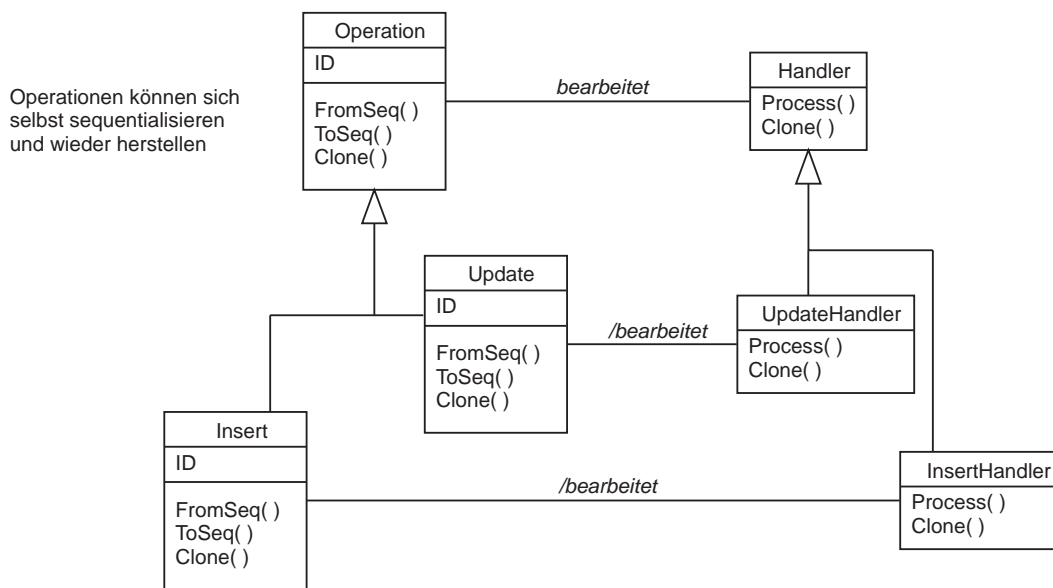 Operation
ID
FromSeq( )
ToSeq( )
Clone( )
Operationen können sich
selbst sequentialisieren
und wieder herstellen
bearbeitet
Handler
Process( )
Clone( )
Update
ID
FromSeq( )
ToSeq( )
Clone( )
/bearbeitet
UpdateHandler
Process( )
Clone( )
Insert
ID
FromSeq( )
ToSeq( )
Clone( )
/bearbeitet
InsertHandler
Process( )
Clone( )